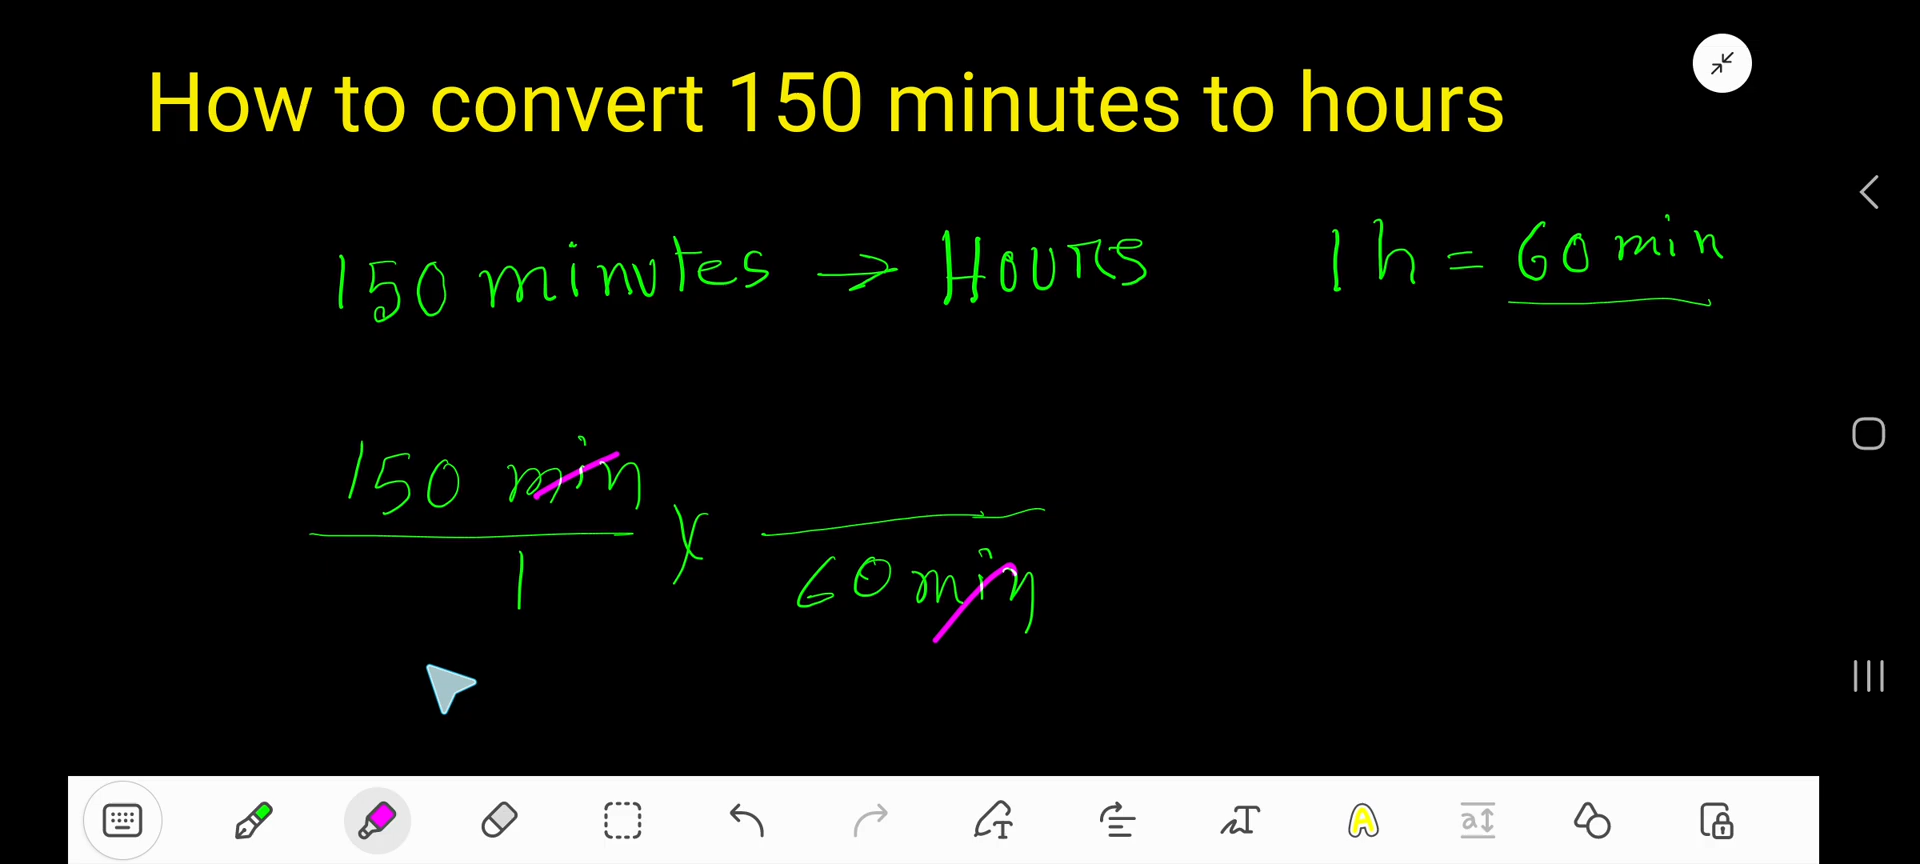 How to convert 150 minutes to hours
150 minutes → Hours 1 h = 60 min
150 min
1
x
60 min